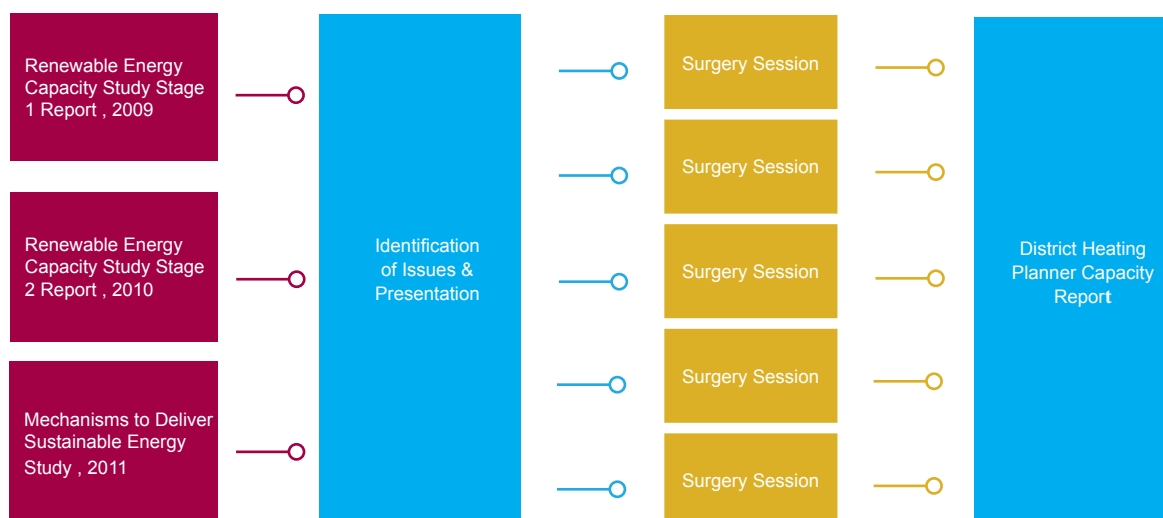 Renewable Energy
Capacity Study Stage
1 Report , 2009
Renewable Energy
Capacity Study Stage
2 Report , 2010
Mechanisms to Deliver
Sustainable Energy
Study , 2011
Identification
of Issues &
Presentation
Surgery Session
Surgery Session
Surgery Session
Surgery Session
Surgery Session
District Heating
Planner Capacity
Report